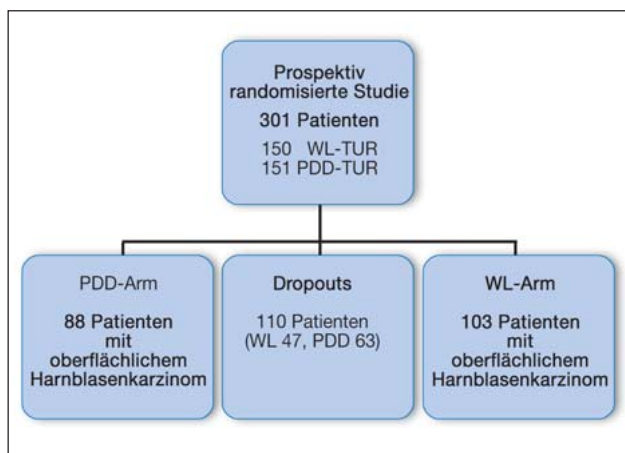 Prospektiv
randomisierte Studie
301 Patienten
150 WL-TUR
151 PDD-TUR
PDD-Arm
88 Patienten
mit
oberflächlichem
Harnblasenkarzinom
Dropouts
110 Patienten
(WL 47, PDD 63)
WL-Arm
103 Patienten
mit
oberflächlichem
Harnblasenkarzinom